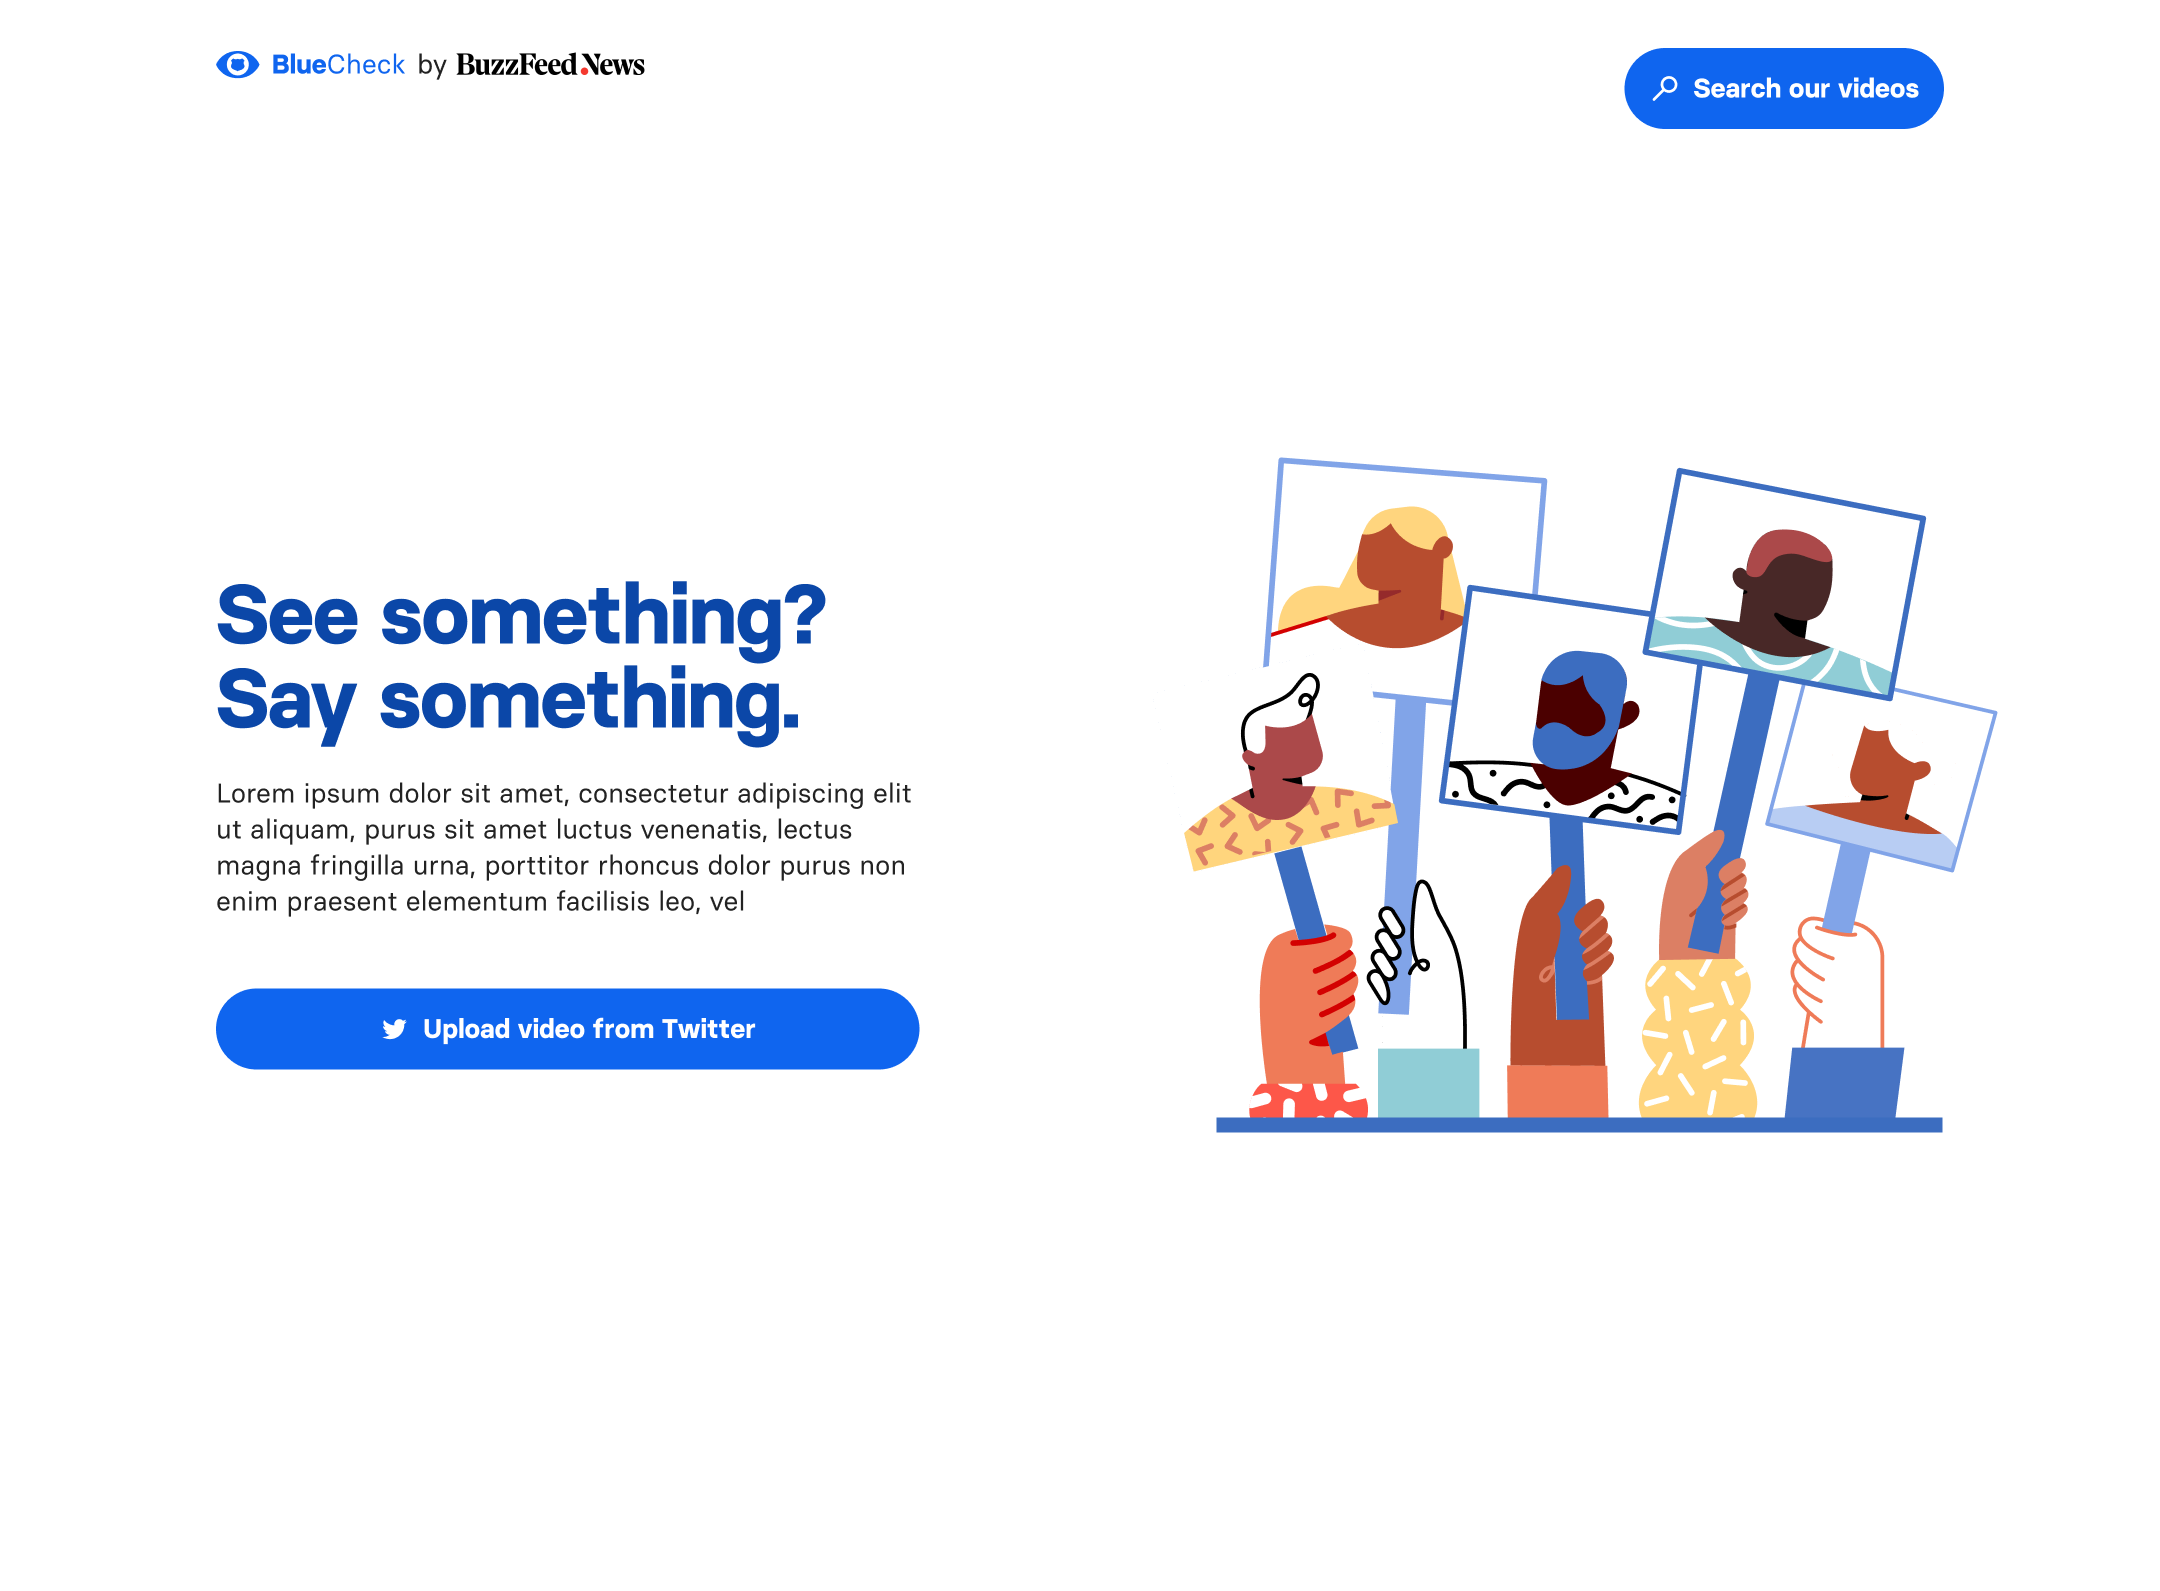 BlueCheck by BuzzFeed.News
Search our videos
See something?
Say something.
Lorem ipsum dolor sit amet, consectetur adipiscing elit
ut aliquam, purus sit amet luctus venenatis, lectus
magna fringilla urna, porttitor rhoncus dolor purus non
enim praesent elementum facilisis leo, vel
Upload video from Twitter